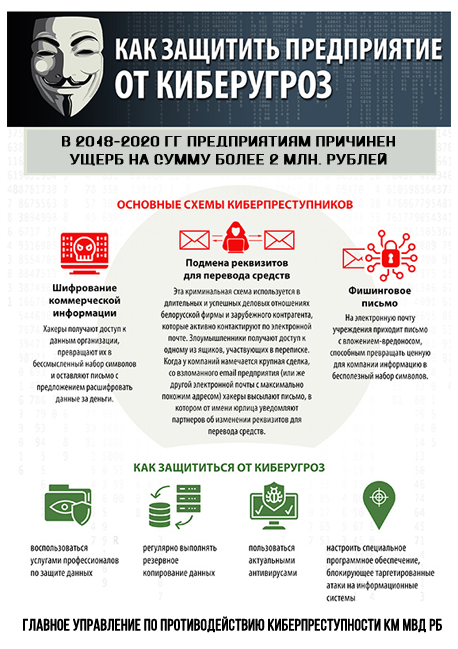 КАК ЗАЩИТИТЬ ПРЕДПРИЯТИЕ
ОТ КИБЕРУГРОЗ
В 2018-2020 ГГ ПРЕДПРИЯТИЯМ ПРИЧИНЕН
УЩЕРБ НА СУММУ БОЛЕЕ 2 МЛН. РУБЛЕЙ
ОСНОВНЫЕ СХЕМЫ КИБЕРПРЕСТУПНИКОВ
Шифрование
коммерческой
информации
Хакеры получают доступ к
данным организации,
превращают их в
бессмысленный набор символов
и оставляют письмо с
предложением расшифровать
данные за деньги.
Подмена реквизитов
для перевода средств
Эта криминальная схема используется в
длительных и успешных деловых отношениях
белорусской фирмы и зарубежного контрагента,
которые активно контактируют по электронной
почте. Злоумышленники получают доступ к
одному из ящиков, участвующих в переписке.
Когда у компаний намечается крупная сделка,
со взломанного email предприятия (или же
другой электронной почты с максимально
похожим адресом) хакеры высылают письмо, в
котором от имени юрлица уведомляют
партнеров об изменении реквизитов для
перевода средств.
Фишинговое
письмо
На электронную почту
учреждения приходит письмо
с вложением-вредоносом,
способным превращать ценную
для компании информацию в
бесполезный набор символов.
КАК ЗАЩИТИТЬСЯ ОТ КИБЕРУГРОЗ
воспользоваться
услугами профессионалов
по защите данных
регулярно выполнять
резервное
копирование данных
пользоваться
актуальными
антивирусами
настроить специальное
программное обеспечение,
блокирующее таргетированные
атаки на информационные
системы
ГЛАВНОЕ УПРАВЛЕНИЕ ПО ПРОТИВОДЕЙСТВИЮ КИБЕРПРЕСТУПНОСТИ КМ МВД РБ